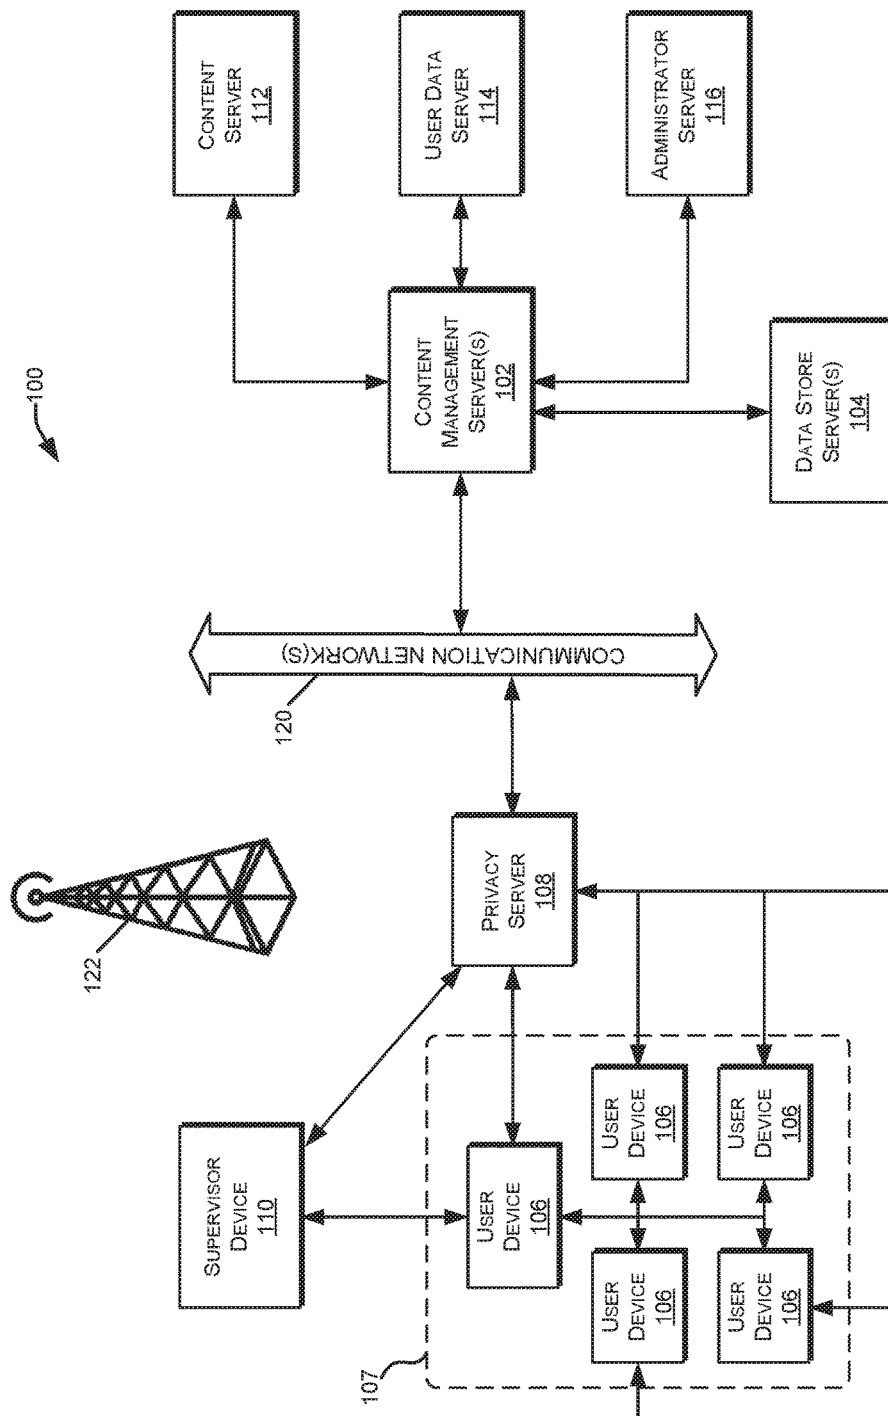 100
CONTENT
SERVER
112
USER DATA
SERVER
114
ADMINISTRATOR
SERVER
116
CONTENT
MANAGEMENT
SERVER(S)
102
DATA STORE
SERVER(S)
104
COMMUNICATION NETWORK(S)
120
122
PRIVACY
SERVER
108
SUPERVISOR
DEVICE
110
107
USER
DEVICE
106
USER
DEVICE
106
USER
DEVICE
106
USER
DEVICE
106
USER
DEVICE
106